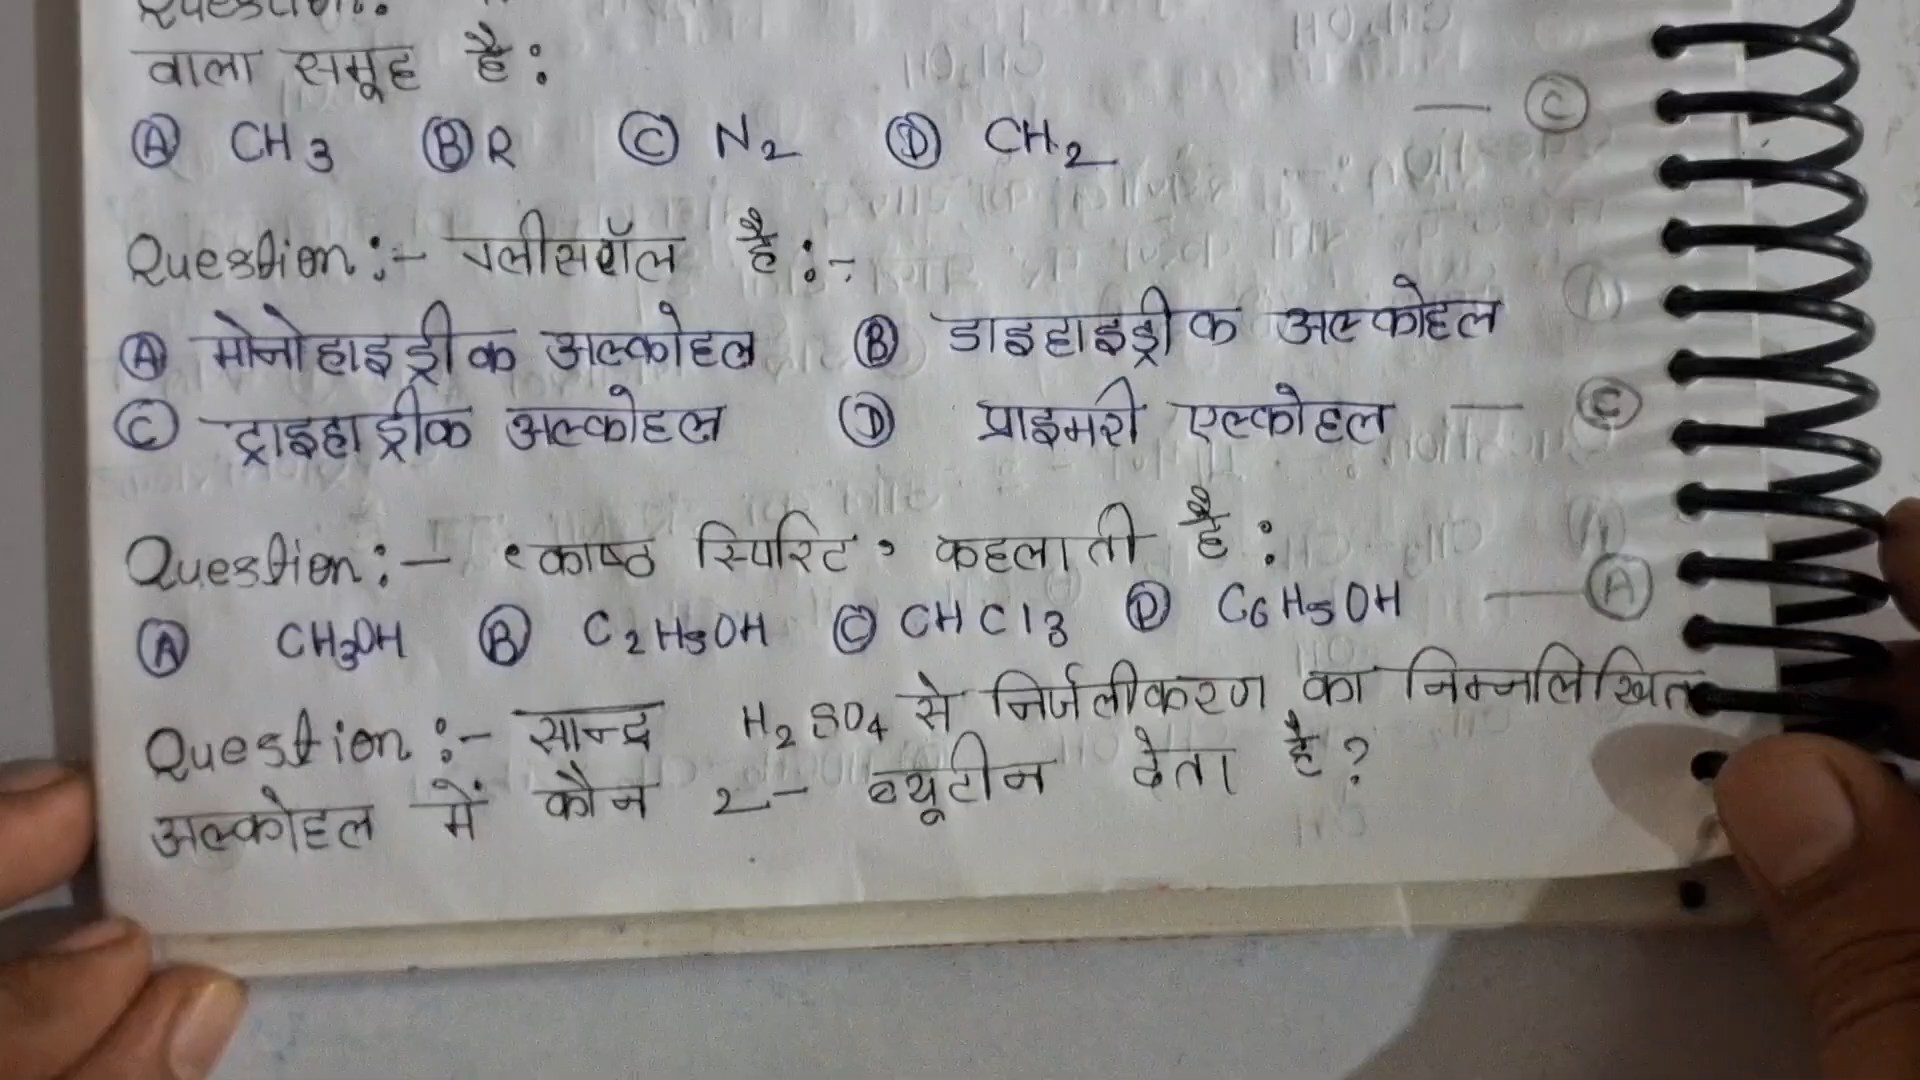 Question:
वाला समूह है:
Ⓐ CH3 Ⓑ R Ⓒ N2 Ⓓ CH2 — Ⓒ
Question:- ग्लीसरॉल है:-
Ⓐ मोनोहाइड्रीक अल्कोहल Ⓑ डाइहाइड्रीक अल्कोहल
Ⓒ ट्राइहाड्रीक अल्कोहल Ⓓ प्राइमरी एल्कोहल — Ⓒ
Question:- 'काष्ठ स्पिरिट' कहलाती है:
Ⓐ CH3OH Ⓑ C2H5OH Ⓒ CHCl3 Ⓓ C6H5OH — Ⓐ
Question:- सान्द्र H2SO4 से निर्जलीकरण का निम्नलिखित
अल्कोहल में कौन 2- ब्यूटीन देता है?